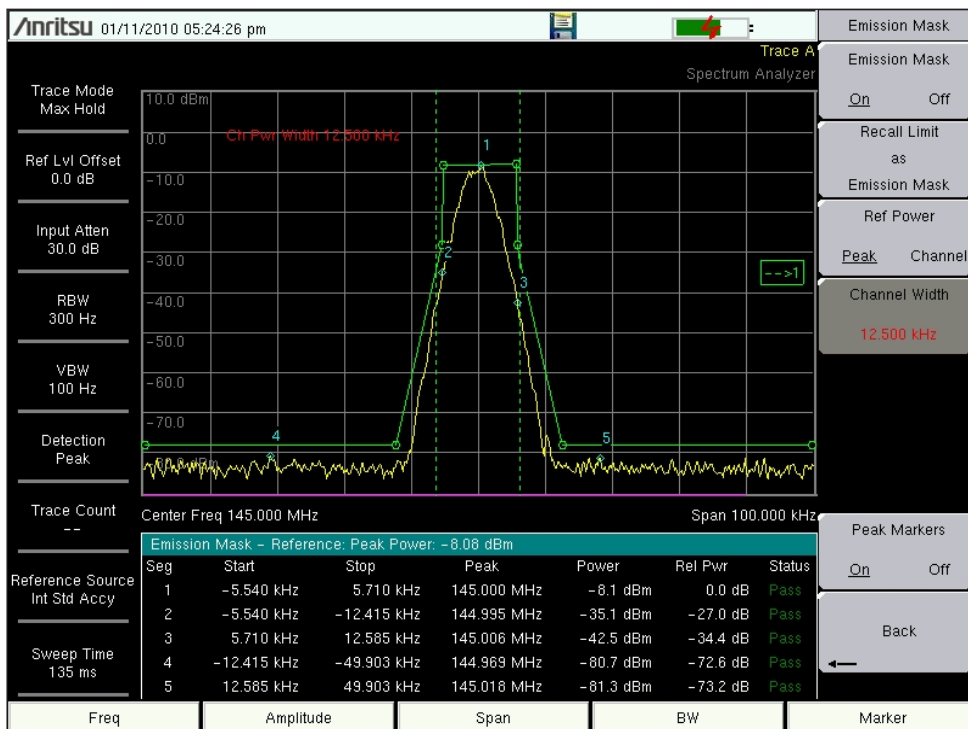 Anritsu 01/11/2010 05:24:26 pm
Trace A
Spectrum Analyzer
Trace Mode
Max Hold
Ref Lvl Offset
0.0 dB
Input Atten
30.0 dB
RBW
300 Hz
VBW
100 Hz
Detection
Peak
Trace Count
--
Reference Source
Int Std Accy
Sweep Time
135 ms
10.0 dBm
0.0
-10.0
-20.0
-30.0
-40.0
-50.0
-60.0
-70.0
Ch Pwr Width 12.500 kHz
1
2
3
4
5
-->1
Center Freq 145.000 MHz
Span 100.000 kHz
Emission Mask - Reference: Peak Power: -8.08 dBm
Seg Start Stop Peak Power Rel Pwr Status
1 -5.540 kHz 5.710 kHz 145.000 MHz -8.1 dBm 0.0 dB Pass
2 -5.540 kHz -12.415 kHz 144.995 MHz -35.1 dBm -27.0 dB Pass
3 5.710 kHz 12.585 kHz 145.006 MHz -42.5 dBm -34.4 dB Pass
4 -12.415 kHz -49.903 kHz 144.969 MHz -80.7 dBm -72.6 dB Pass
5 12.585 kHz 49.903 kHz 145.018 MHz -81.3 dBm -73.2 dB Pass
Emission Mask
Emission Mask
On Off
Recall Limit
as
Emission Mask
Ref Power
Peak Channel
Channel Width
12.500 kHz
Peak Markers
On Off
Back
Freq
Amplitude
Span
BW
Marker